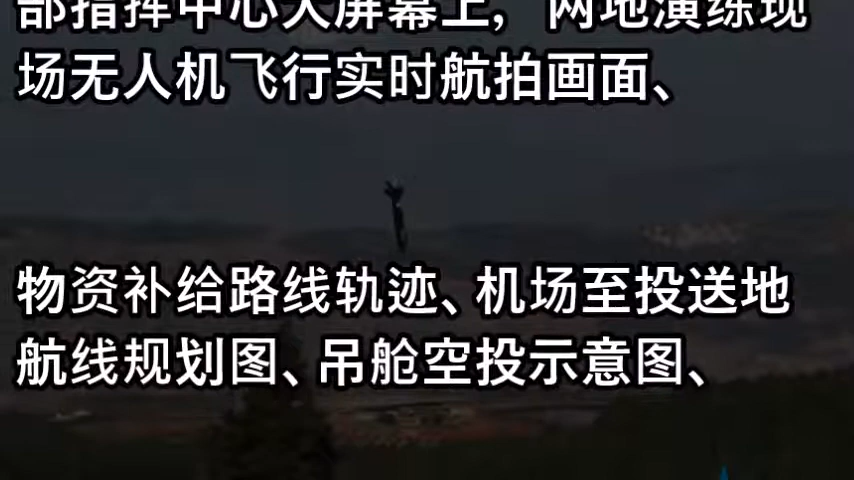 部指挥中心大屏幕上，两地演练现
场无人机飞行实时航拍画面、
物资补给路线轨迹、机场至投送地
航线规划图、吊舱空投示意图、